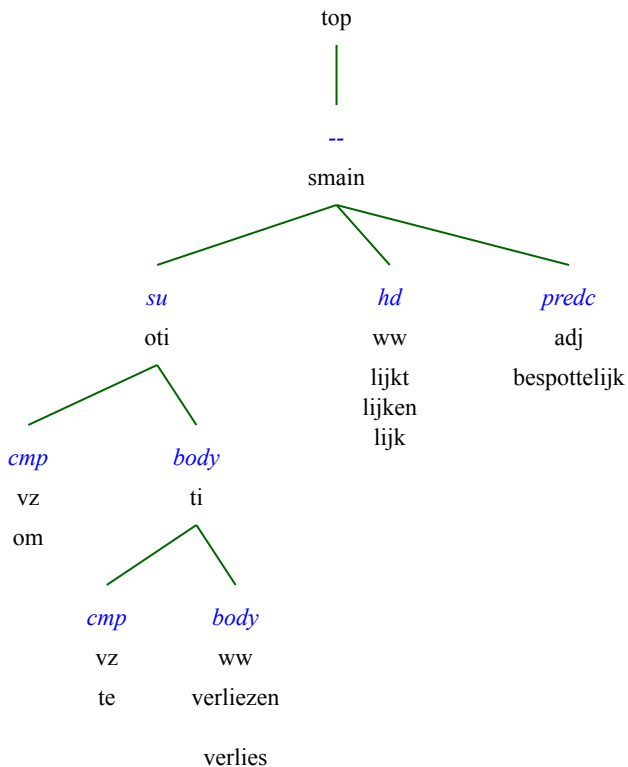 top
--
smain
su hd predc
oti ww adj
lijkt bespottelijk
lijken
lijk
cmp body
vz ti
om
cmp body
vz ww
te verliezen
verlies